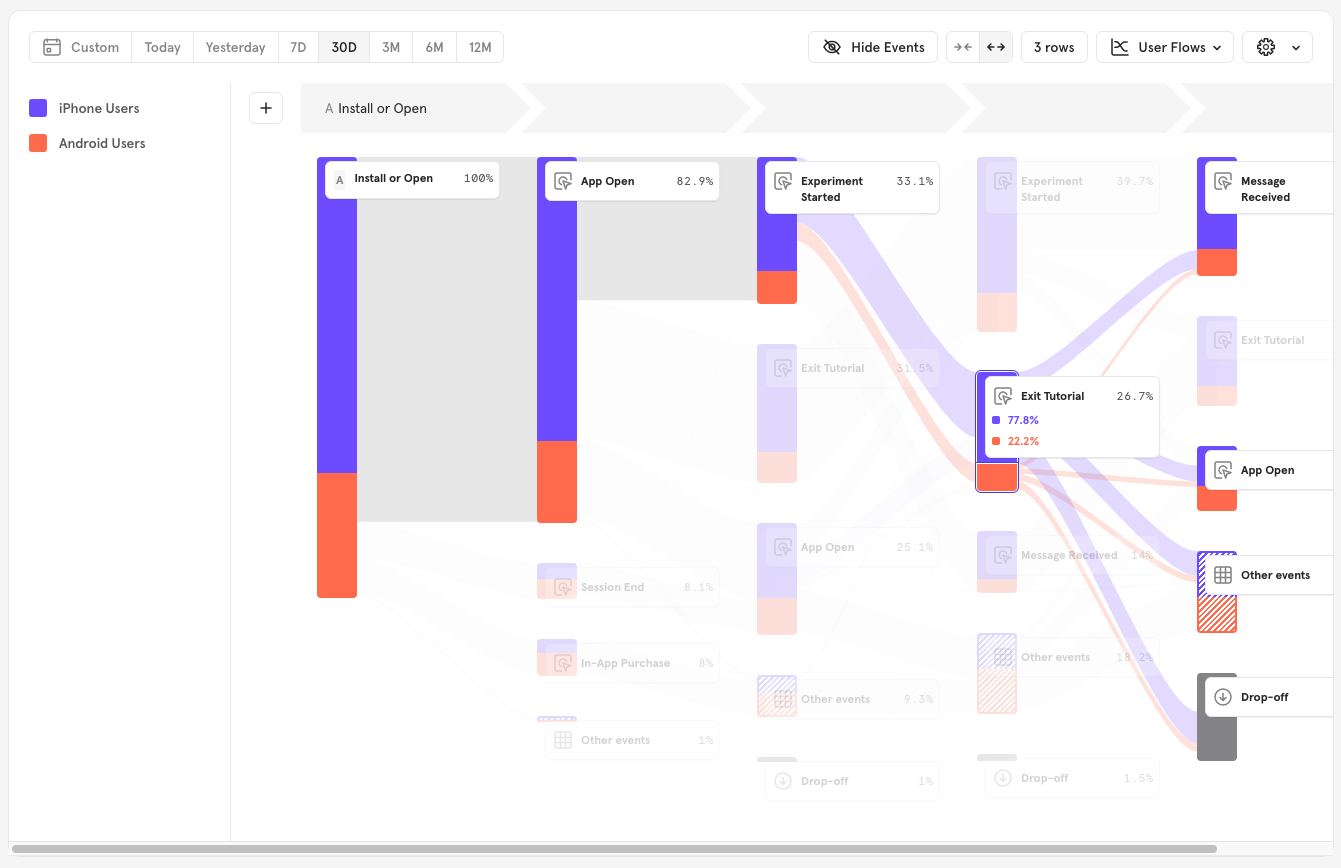 Custom
Today
Yesterday
7D
30D
3M
6M
12M
Hide Events
3 rows
User Flows
iPhone Users
Android Users
A Install or Open
A
Install or Open
100%
App Open
82.9%
Session End
8.1%
In-App Purchase
8%
Other events
1%
Experiment
Started
33.1%
Exit Tutorial
31.5%
App Open
25.1%
Other events
9.3%
Drop-off
1%
Experiment
Started
39.7%
Exit Tutorial
26.7%
77.8%
22.2%
Message Received
14%
Other events
18.2%
Drop-off
1.5%
Message
Received
Exit Tutorial
App Open
Other events
Drop-off